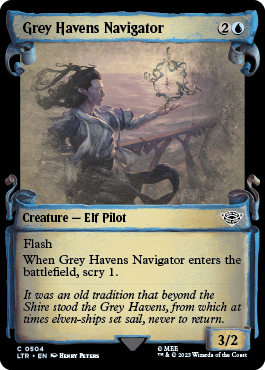 Grey Havens Navigator 2
Creature — Elf Pilot
Flash
When Grey Havens Navigator enters the
battlefield, scry 1.
It was an old tradition that beyond the
Shire stood the Grey Havens, from which at
times elven-ships set sail, never to return.
3/2
C 0504
LTR • EN Henry Peters
© MEE
™ & © 2023 Wizards of the Coast